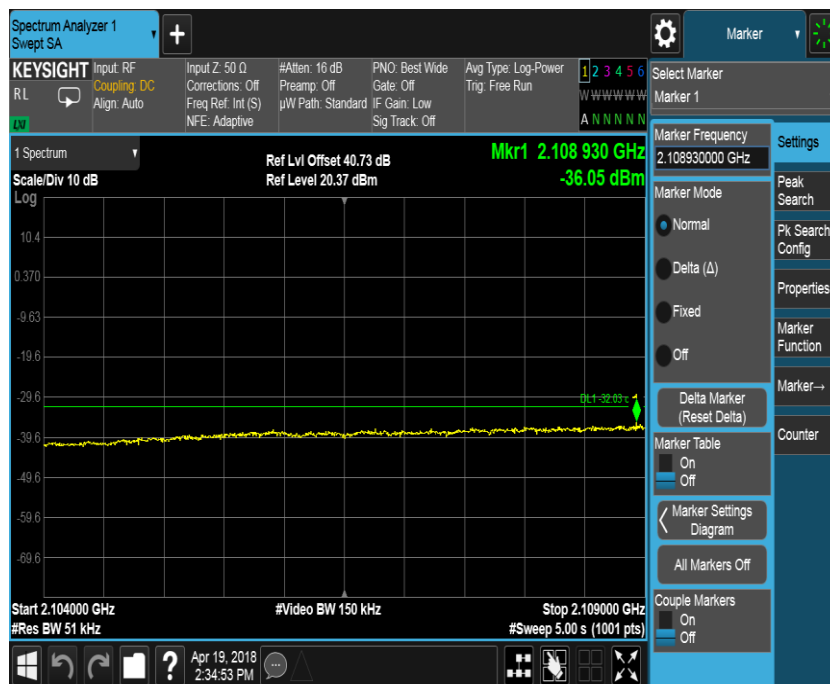 Spectrum Analyzer 1
Swept SA
+
Marker
KEYSIGHT
RL
LXI
Input: RF
Coupling: DC
Align: Auto
Input Z: 50 Ω
Corrections: Off
Freq Ref: Int (S)
NFE: Adaptive
#Atten: 16 dB
Preamp: Off
µW Path: Standard
PNO: Best Wide
Gate: Off
IF Gain: Low
Sig Track: Off
Avg Type: Log-Power
Trig: Free Run
1 2 3 4 5 6
W W W W W W
A N N N N N
Select Marker
Marker 1
1 Spectrum
Scale/Div 10 dB
Log
Ref Lvl Offset 40.73 dB
Ref Level 20.37 dBm
Mkr1 2.108 930 GHz
-36.05 dBm
10.4
0.370
-9.63
-19.6
-29.6
-39.6
-49.6
-59.6
-69.6
DL1 -32.03
1
Start 2.104000 GHz
#Video BW 150 kHz
Stop 2.109000 GHz
#Res BW 51 kHz
#Sweep 5.00 s (1001 pts)
Marker Frequency
2.108930000 GHz
Marker Mode
Normal
Delta (Δ)
Fixed
Off
Delta Marker
(Reset Delta)
Marker Table
On
Off
Marker Settings
Diagram
All Markers Off
Couple Markers
On
Off
Settings
Peak
Search
Pk Search
Config
Properties
Marker
Function
Marker→
Counter
?
Apr 19, 2018
2:34:53 PM